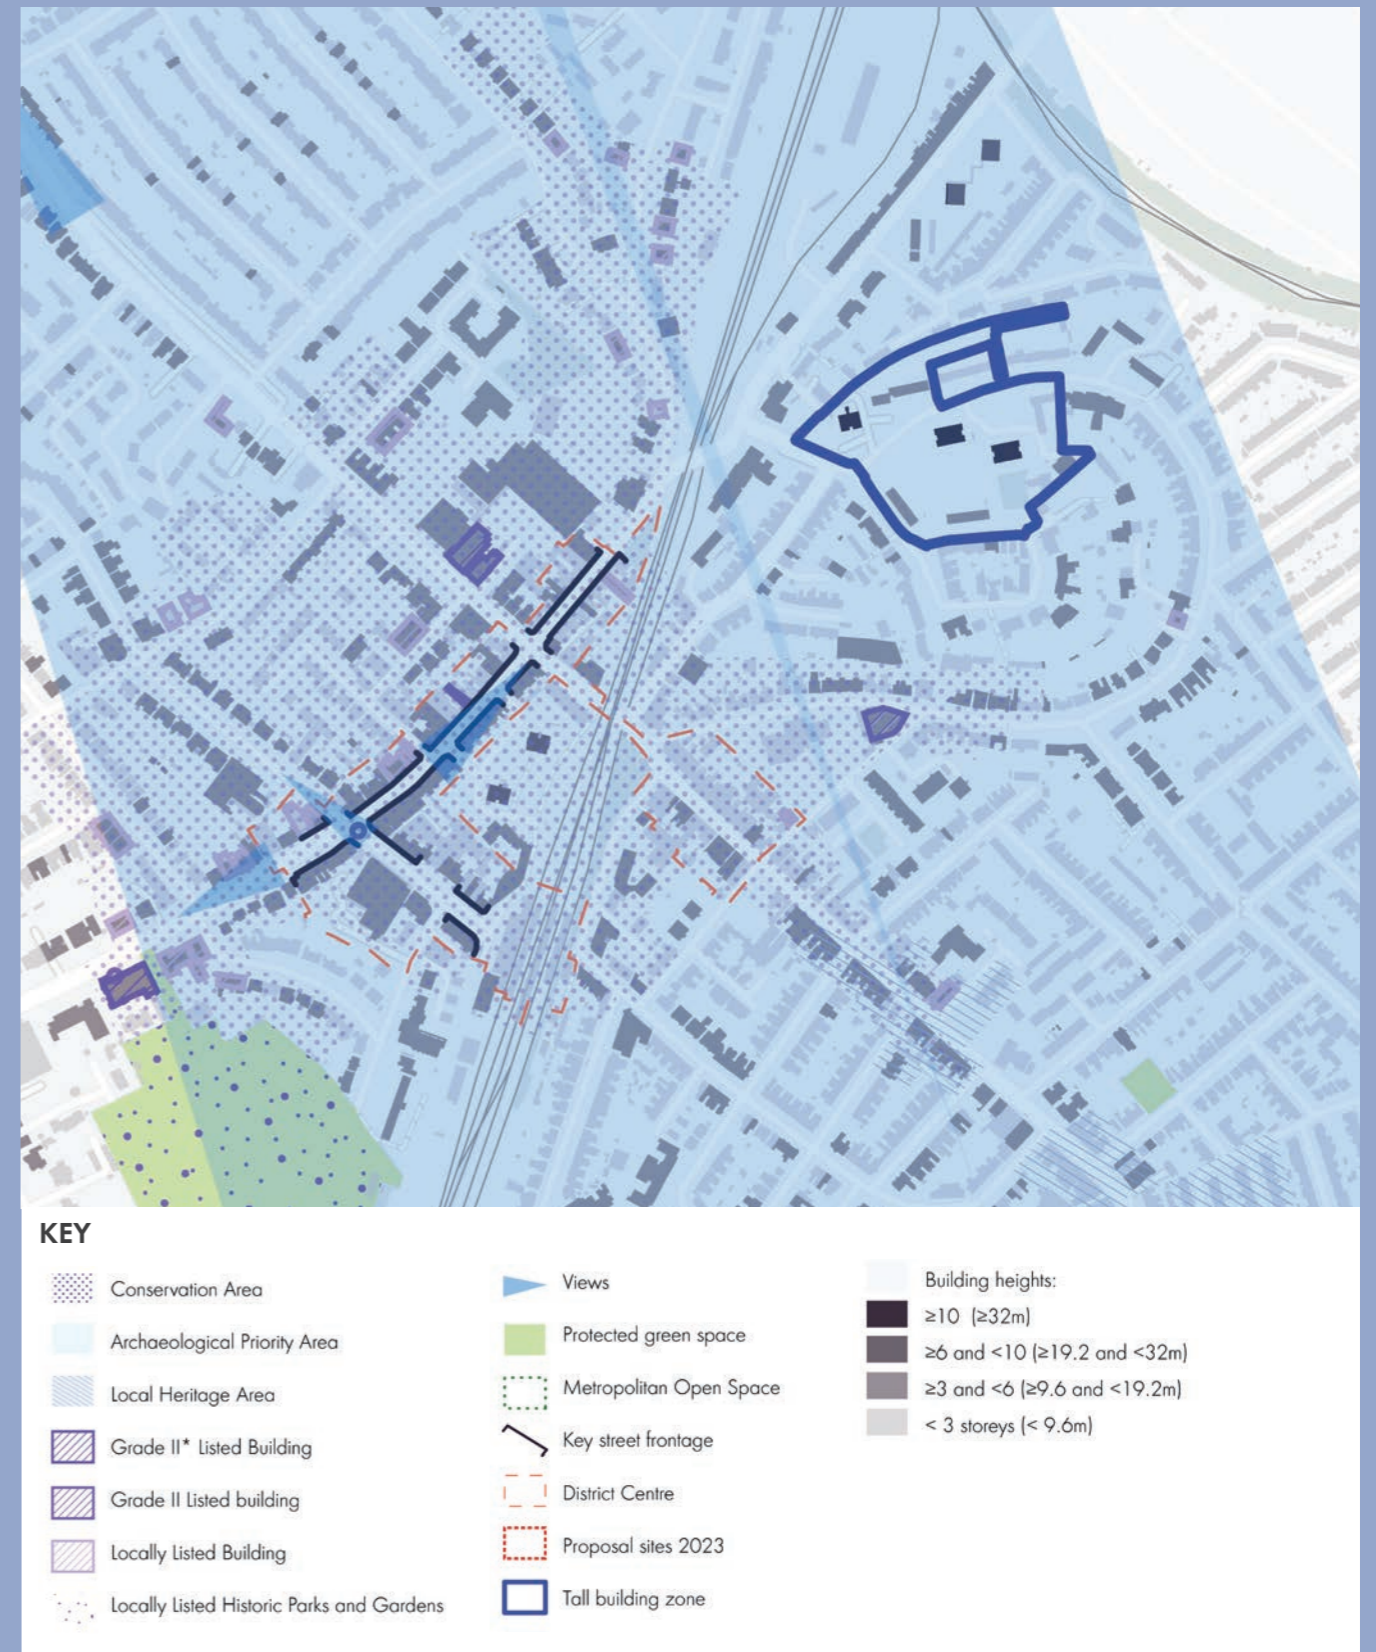 KEY
Conservation Area
Archaeological Priority Area
Local Heritage Area
Grade II* Listed Building
Grade II Listed building
Locally Listed Building
Locally Listed Historic Parks and Gardens
Views
Protected green space
Metropolitan Open Space
Key street frontage
District Centre
Proposal sites 2023
Tall building zone
Building heights:
≥10 (≥32m)
≥6 and <10 (≥19.2 and <32m)
≥3 and <6 (≥9.6 and <19.2m)
< 3 storeys (< 9.6m)